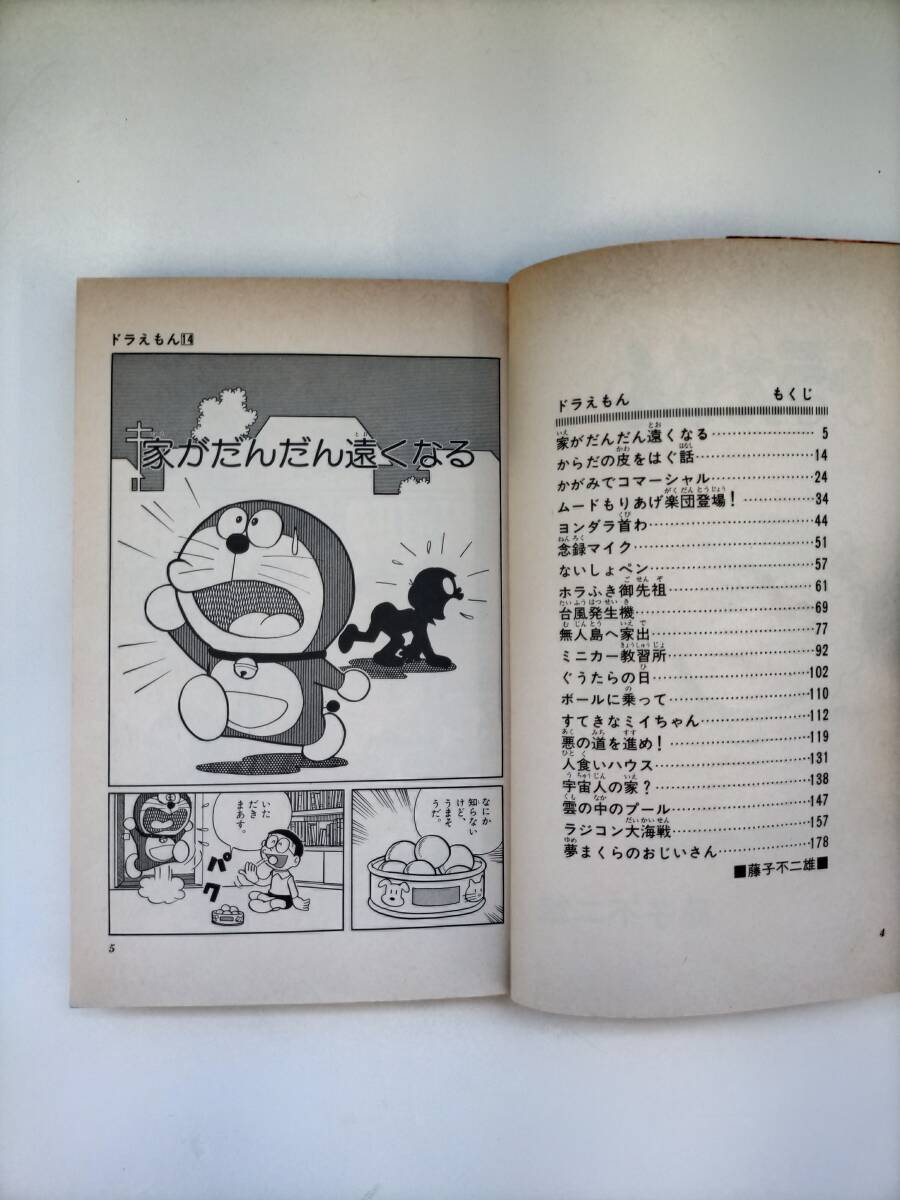 ドラえもん もくじ
家がだんだん遠くなる 5
からだの皮をはぐ話 14
かがみでコマーシャル 24
ムードもりあげ楽団登場! 34
ヨンダラ首わ 44
念録マイク 51
ないしょペン 57
ホラふき御先祖 61
台風発生機 69
無人島へ家出 77
ミニカー教習所 92
ぐうたらの日 102
ボールに乗って 110
すてきなミイちゃん 112
悪の道を進め! 119
人食いハウス 131
宇宙人の家? 138
雲の中のプール 147
ラジコン大海戦 157
夢まくらのおじいさん 178
■藤子不二雄■
4
ドラえもん14
家がだんだん遠くなる
なにか
知らない
けど、
うまそ
うだ。
いた
だき
まあす。
パク
5